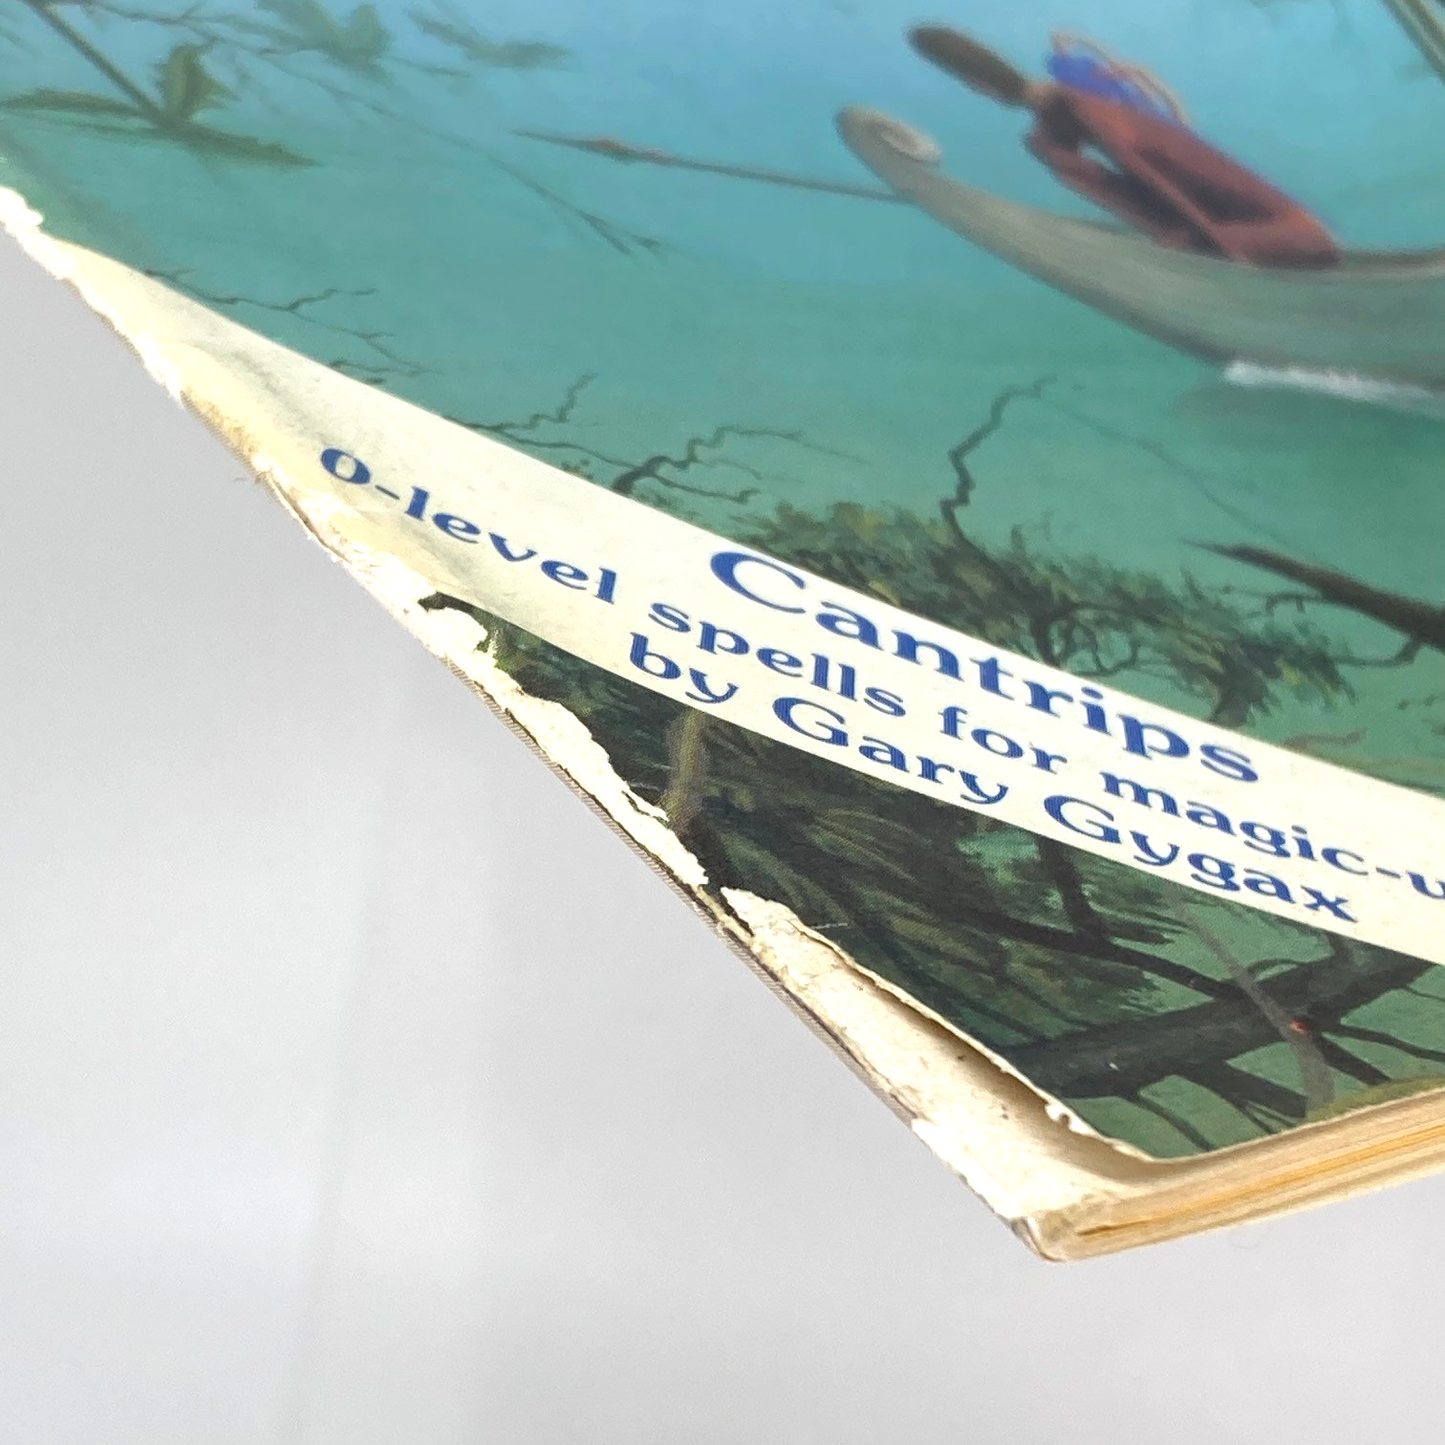 Cantrips
0-level spells for magic-u
by Gary Gygax